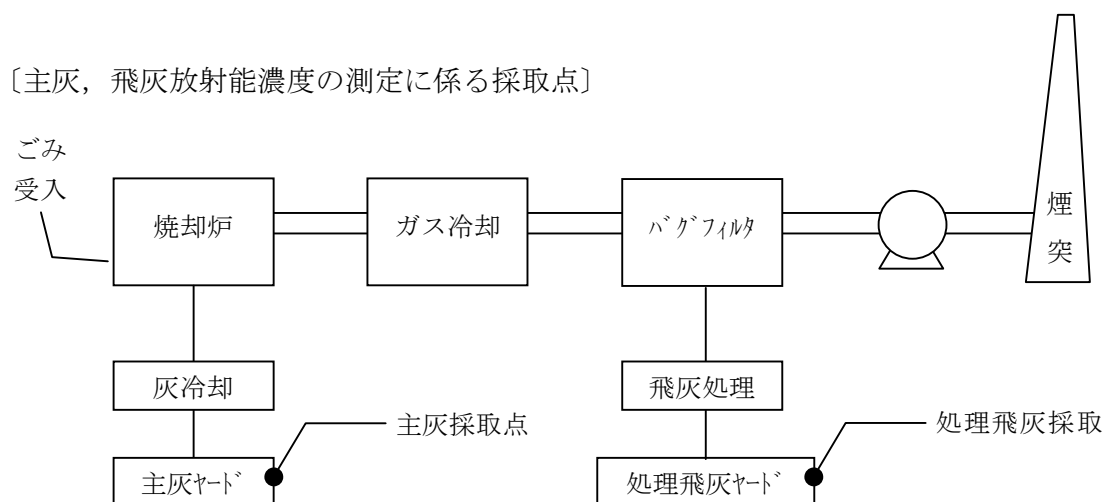 〔主灰，飛灰放射能濃度の測定に係る採取点〕
ごみ
受入
焼却炉
ガス冷却
ﾊﾞｸﾞﾌｨﾙﾀ
煙
突
灰冷却
飛灰処理
主灰採取点
処理飛灰採取
主灰ﾔｰﾄﾞ
処理飛灰ﾔｰﾄﾞ